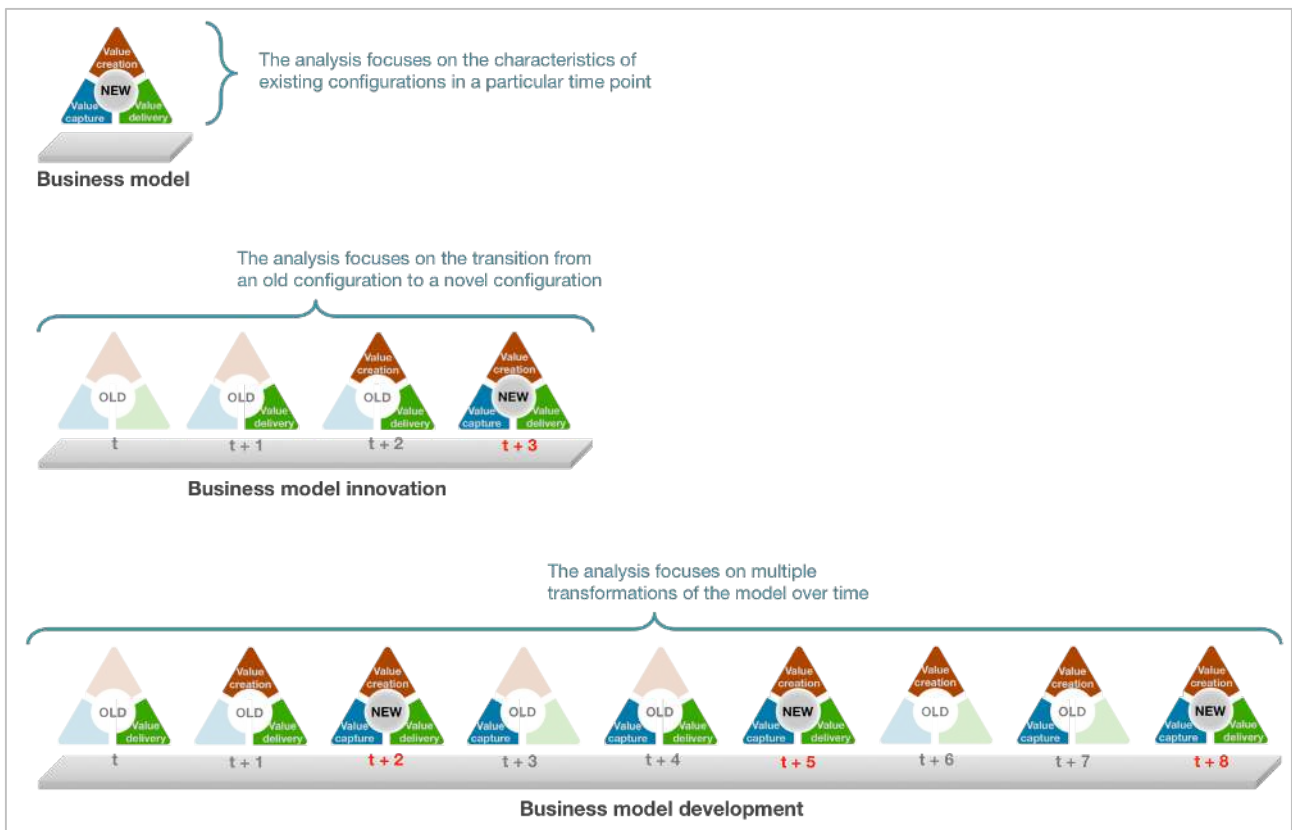 Value
creation
NEW
Value
capture
Value
delivery
The analysis focuses on the characteristics of
existing configurations in a particular time point
Business model
The analysis focuses on the transition from
an old configuration to a novel configuration
OLD
OLD
Value
delivery
Value
creation
OLD
Value
delivery
Value
creation
NEW
Value
capture
Value
delivery
t
t + 1
t + 2
t + 3
Business model innovation
The analysis focuses on multiple
transformations of the model over time
OLD
Value
delivery
Value
creation
OLD
Value
delivery
Value
creation
NEW
Value
capture
Value
delivery
OLD
Value
capture
OLD
Value
capture
Value
delivery
Value
creation
NEW
Value
capture
Value
delivery
Value
creation
OLD
Value
creation
OLD
Value
capture
Value
creation
NEW
Value
capture
Value
delivery
t
t + 1
t + 2
t + 3
t + 4
t + 5
t + 6
t + 7
t + 8
Business model development